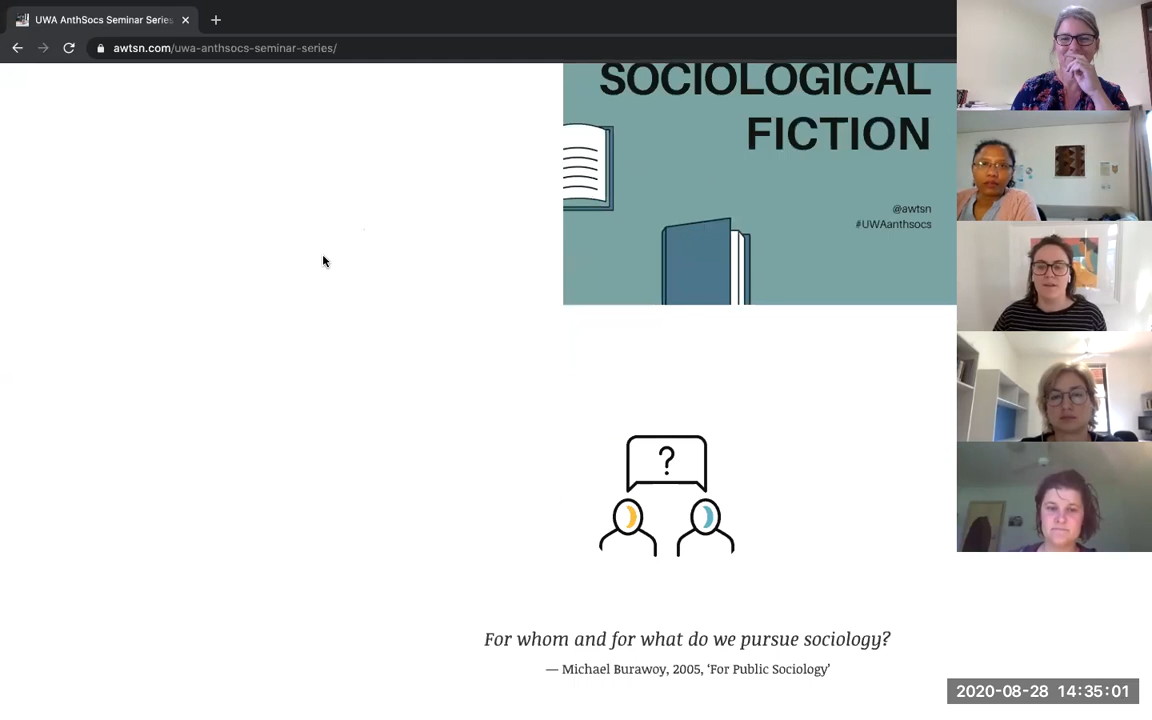 UWA AnthSocs Seminar Series
awtsn.com/uwa-anthsocs-seminar-series/
SOCIOLOGICAL
FICTION
@awtsn
#UWAanthsocs
?
For whom and for what do we pursue sociology?
— Michael Burawoy, 2005, ‘For Public Sociology’
2020-08-28 14:35:01